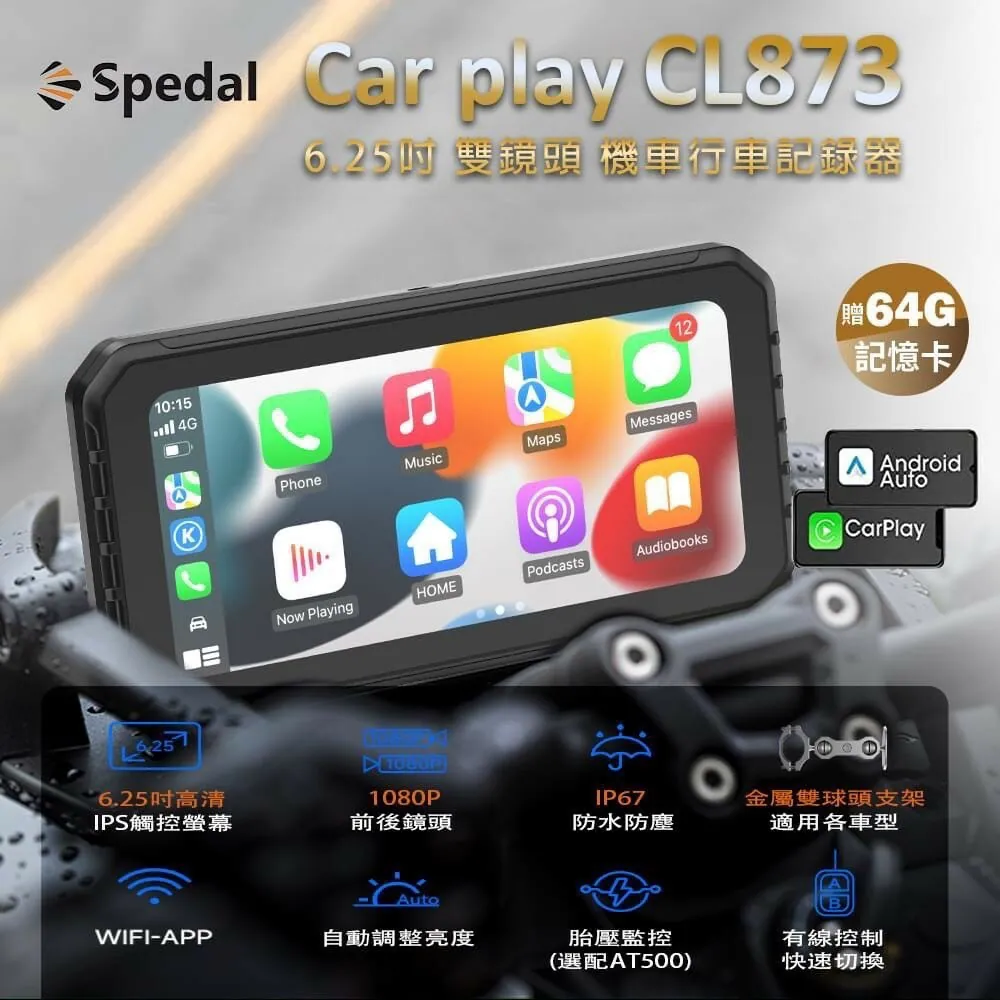 Spedal
Car play CL873
6.25吋 雙鏡頭 機車行車記錄器
贈64G
記憶卡
10:15
4G
Phone
Music
Maps
12
Messages
K
Now Playing
HOME
Podcasts
Audiobooks
Android
Auto
CarPlay
6.25"
6.25吋高清
IPS觸控螢幕
1080P
1080P
1080P
前後鏡頭
IP67
防水防塵
金屬雙球頭支架
適用各車型
WIFI-APP
Auto
自動調整亮度
胎壓監控
(選配AT500)
A
B
有線控制
快速切換